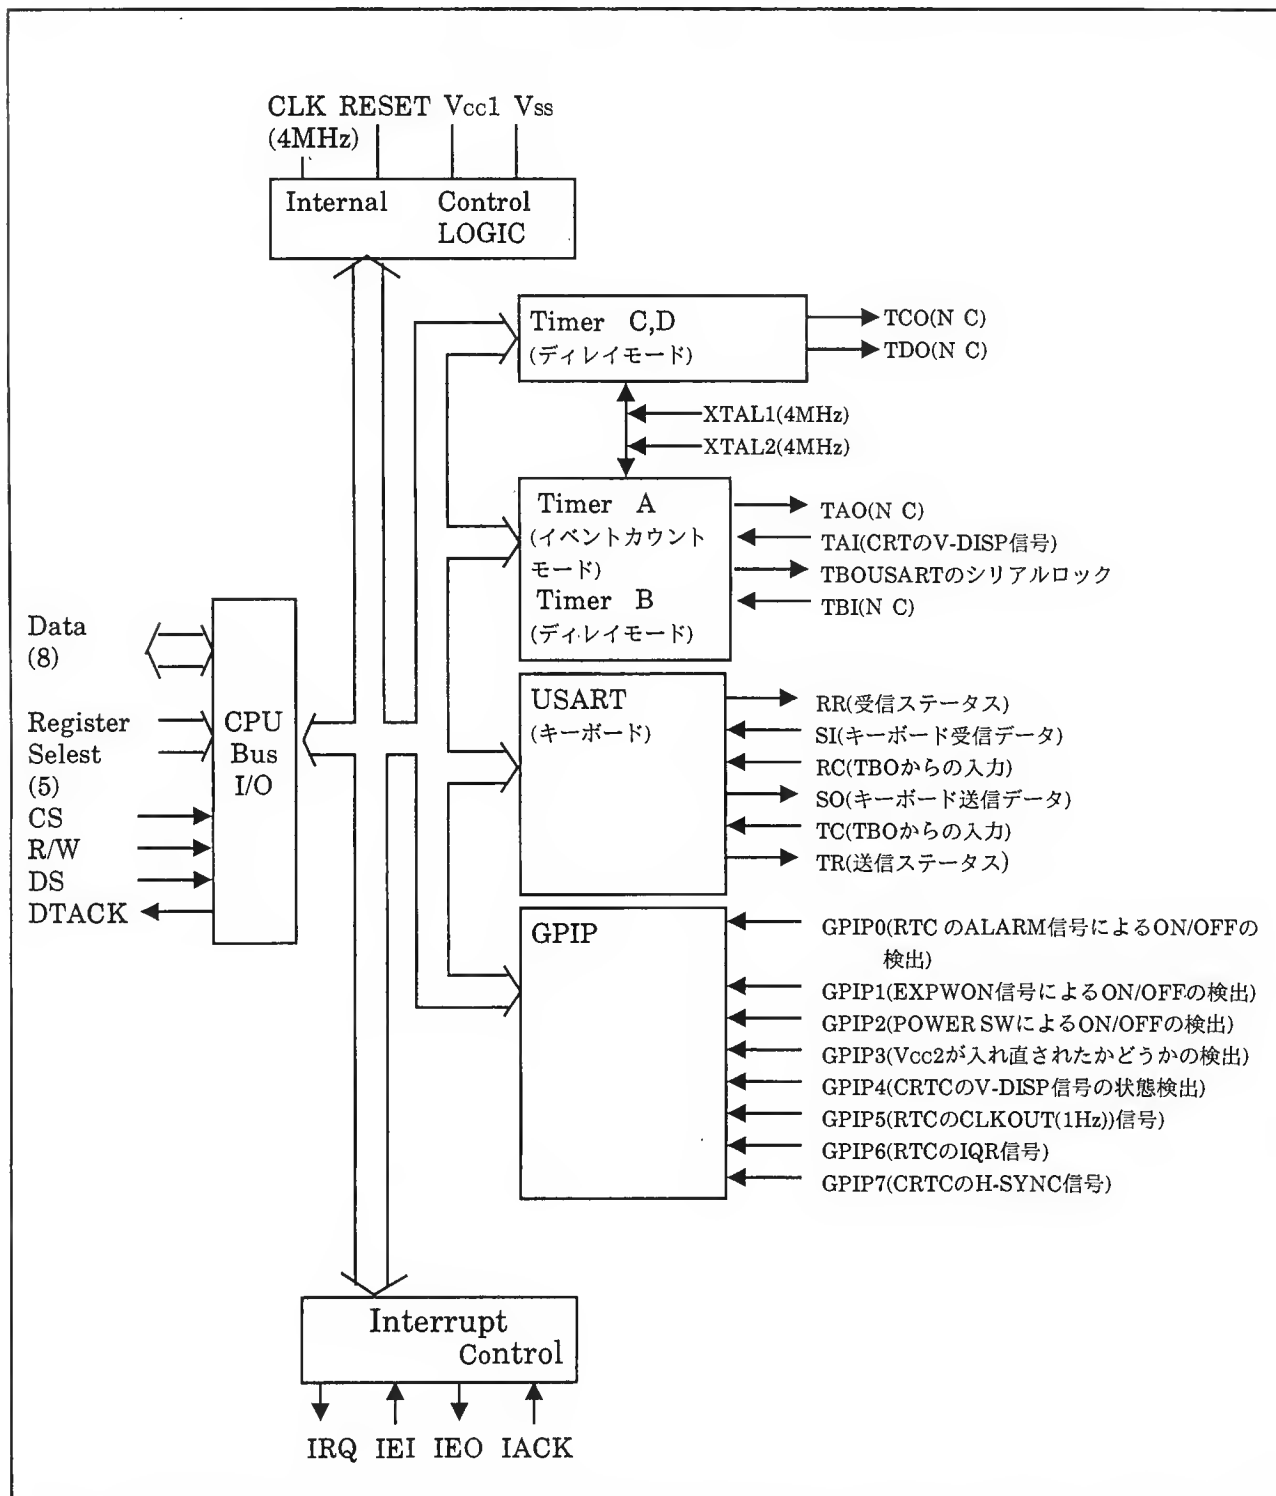 CLK RESET Vcc1 Vss
(4MHz)
Internal Control
LOGIC
Timer C,D
(ディレイモード)
TCO(N C)
TDO(N C)
XTAL1(4MHz)
XTAL2(4MHz)
Timer A
(イベントカウント
モード)
Timer B
(ディレイモード)
TAO(N C)
TAI(CRTのV-DISP信号)
TBOUSARTのシリアルロック
TBI(N C)
Data
(8)
Register
Selest
(5)
CS
R/W
DS
DTACK
CPU
Bus
I/O
USART
(キーボード)
RR(受信ステータス)
SI(キーボード受信データ)
RC(TBOからの入力)
SO(キーボード送信データ)
TC(TBOからの入力)
TR(送信ステータス)
GPIP
GPIP0(RTC のALARM信号によるON/OFFの
検出)
GPIP1(EXPWON信号によるON/OFFの検出)
GPIP2(POWER SWによるON/OFFの検出)
GPIP3(Vcc2が入れ直されたかどうかの検出)
GPIP4(CRTCのV-DISP信号の状態検出)
GPIP5(RTCのCLKOUT(1Hz))信号)
GPIP6(RTCのIQR信号)
GPIP7(CRTCのH-SYNC信号)
Interrupt
Control
IRQ IEI IEO IACK